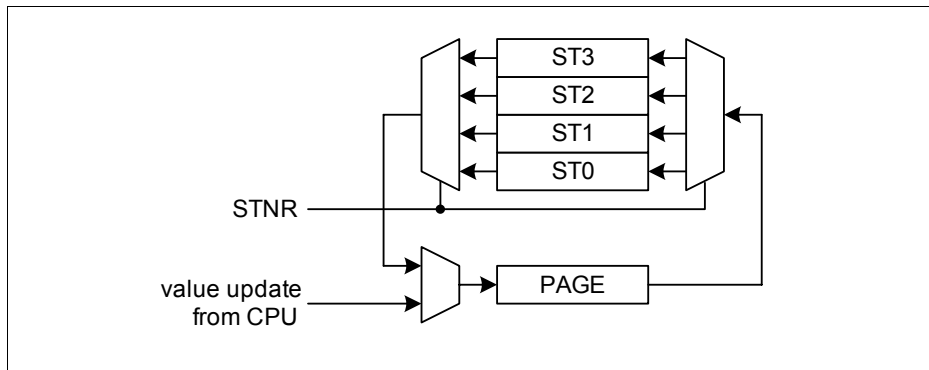 ST3
ST2
ST1
ST0
STNR
value update
from CPU
PAGE